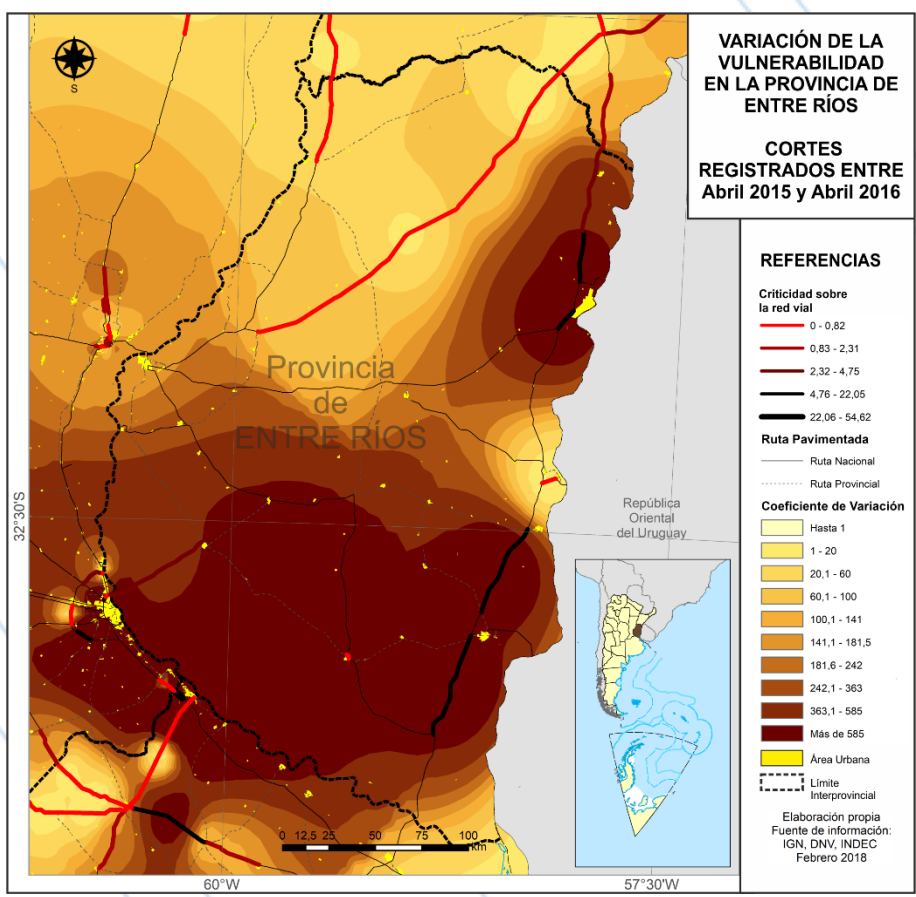 VARIACIÓN DE LA
VULNERABILIDAD
EN LA PROVINCIA DE
ENTRE RÍOS
CORTES
REGISTRADOS ENTRE
Abril 2015 y Abril 2016
S
Provincia
de
ENTRE RÍOS
República
Oriental
del Uruguay
32°30'S
60°W
57°30'W
0 12,5 25 50 75 100
Km
REFERENCIAS
Criticidad sobre
la red vial
0 - 0,82
0,83 - 2,31
2,32 - 4,75
4,76 - 22,05
22,06 - 54,62
Ruta Pavimentada
Ruta Nacional
Ruta Provincial
Coeficiente de Variación
Hasta 1
1 - 20
20,1 - 60
60,1 - 100
100,1 - 141
141,1 - 181,5
181,6 - 242
242,1 - 363
363,1 - 585
Más de 585
Área Urbana
Límite
Interprovincial
Elaboración propia
Fuente de información:
IGN, DNV, INDEC
Febrero 2018